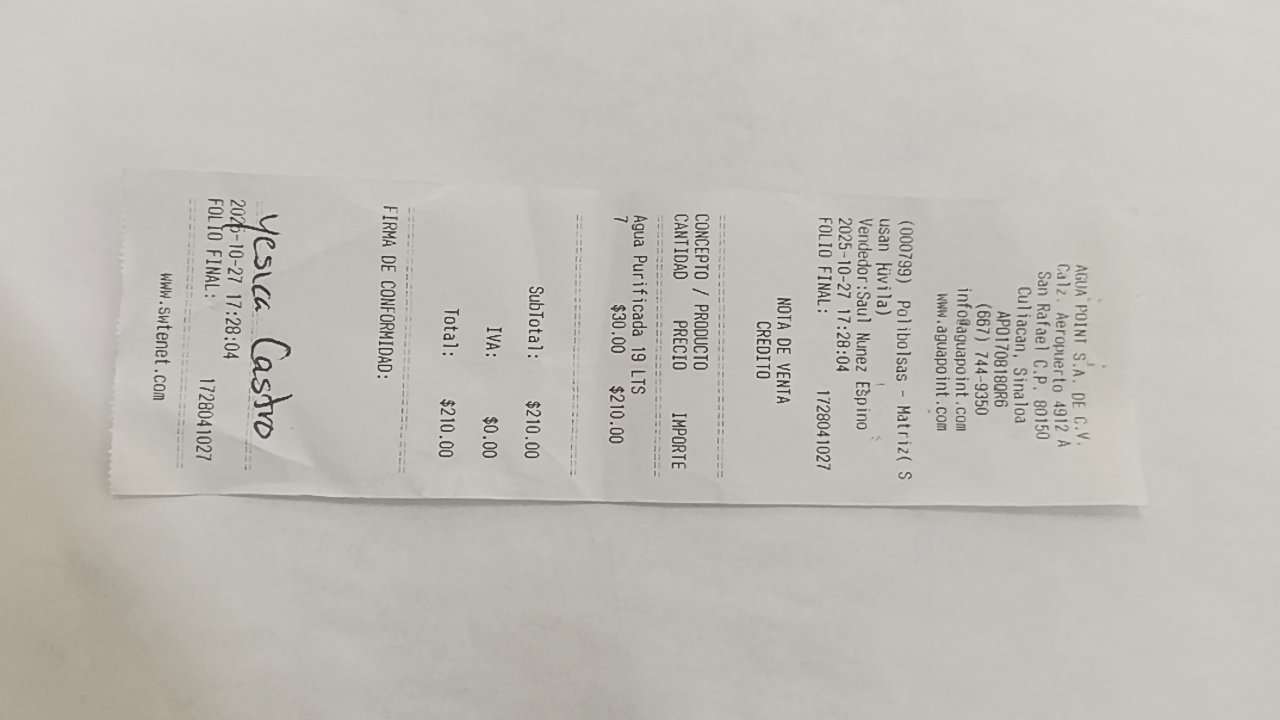 AGUA POINT S.A. DE C.V.
Calz. Aeropuerto 4912 A
San Rafael C.P. 80150
Culiacan, Sinaloa
APO170818QR6
(667) 744-9350
info@aguapoint.com
www.aguapoint.com
(000799) Polibolsas - Matriz( S
usan Rivila)
Vendedor:Saul Nunez Espino
2025-10-27 17:28:04
FOLIO FINAL: 1728041027
NOTA DE VENTA
CREDITO
CONCEPTO / PRODUCTO
CANTIDAD PRECIO IMPORTE
Agua Purificada 19 LTS
7 $30.00 $210.00
SubTotal: $210.00
IVA: $0.00
Total: $210.00
FIRMA DE CONFORMIDAD:
Yesica Castro
2025-10-27 17:28:04
FOLIO FINAL: 1728041027
www.swtenet.com